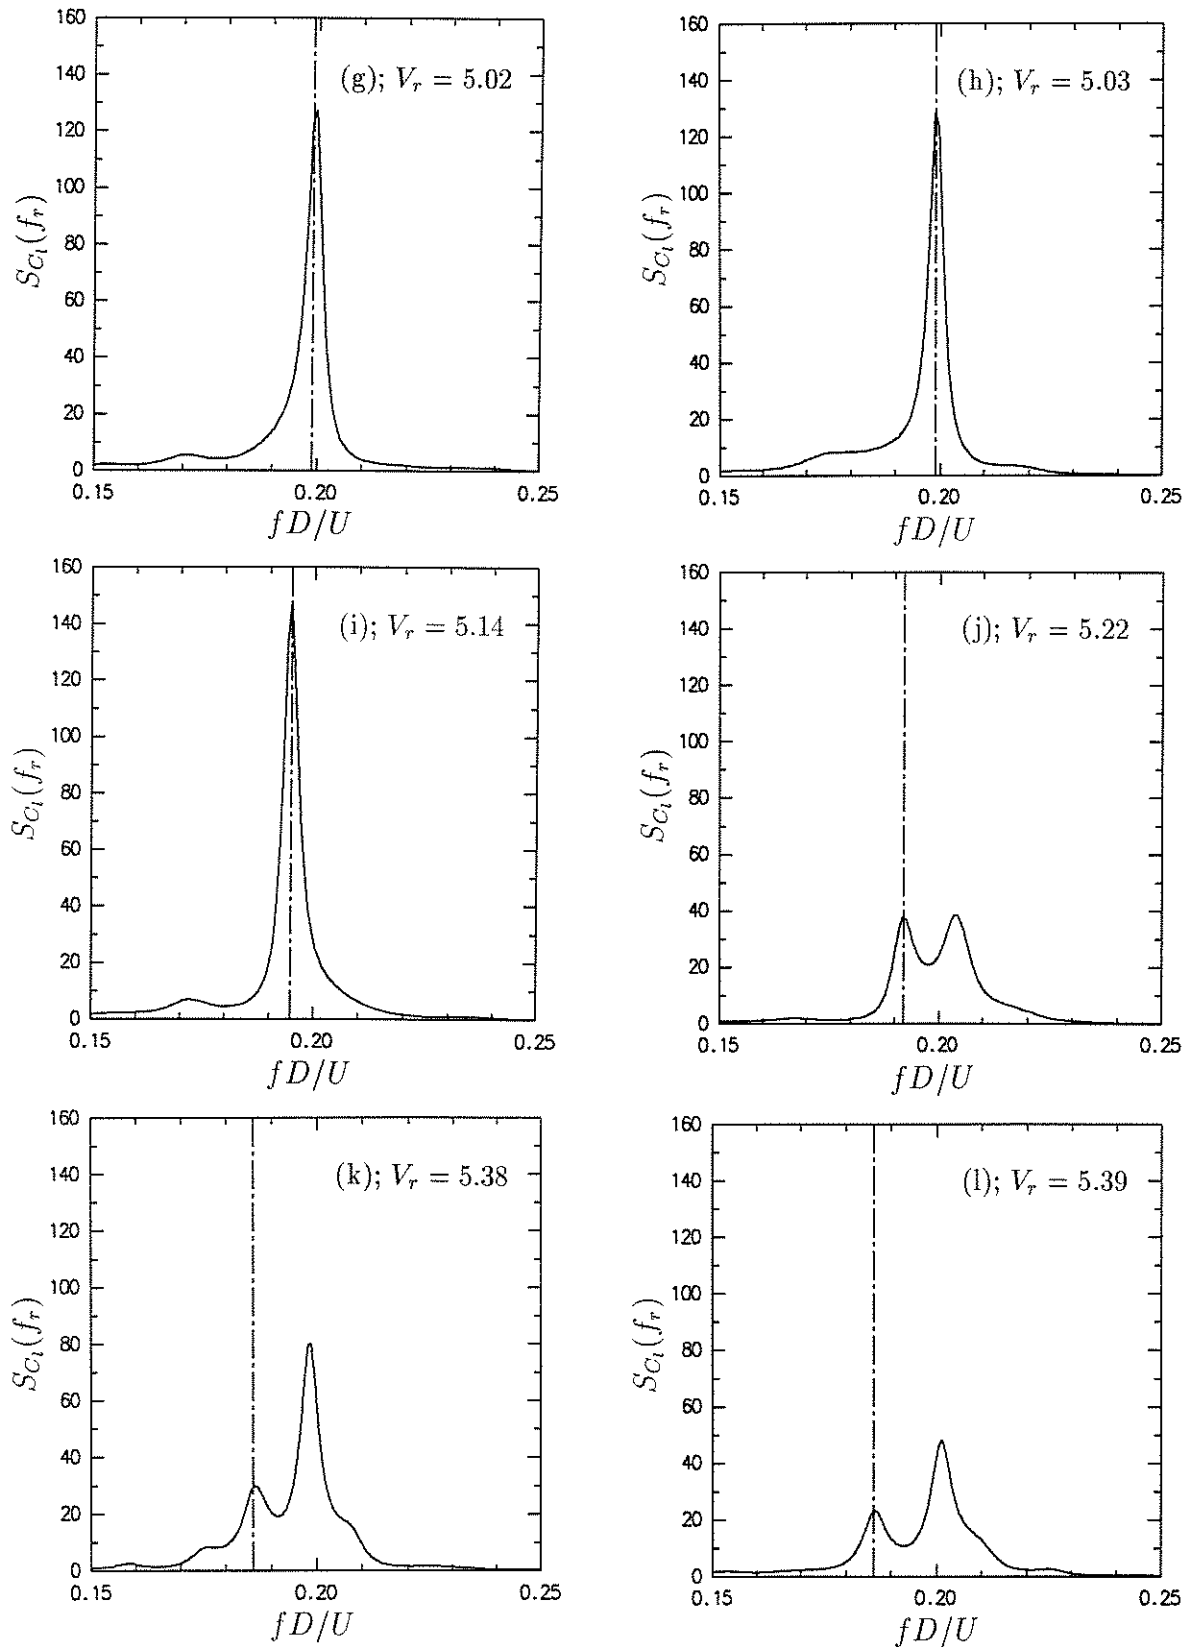 160
140
120
100
80
60
40
20
0
S_{C_l}(f_r)
(g); V_r = 5.02
0.15 0.20 0.25
fD/U
160
140
120
100
80
60
40
20
0
S_{C_l}(f_r)
(h); V_r = 5.03
0.15 0.20 0.25
fD/U
160
140
120
100
80
60
40
20
0
S_{C_l}(f_r)
(i); V_r = 5.14
0.15 0.20 0.25
fD/U
160
140
120
100
80
60
40
20
0
S_{C_l}(f_r)
(j); V_r = 5.22
0.15 0.20 0.25
fD/U
160
140
120
100
80
60
40
20
0
S_{C_l}(f_r)
(k); V_r = 5.38
0.15 0.20 0.25
fD/U
160
140
120
100
80
60
40
20
0
S_{C_l}(f_r)
(l); V_r = 5.39
0.15 0.20 0.25
fD/U